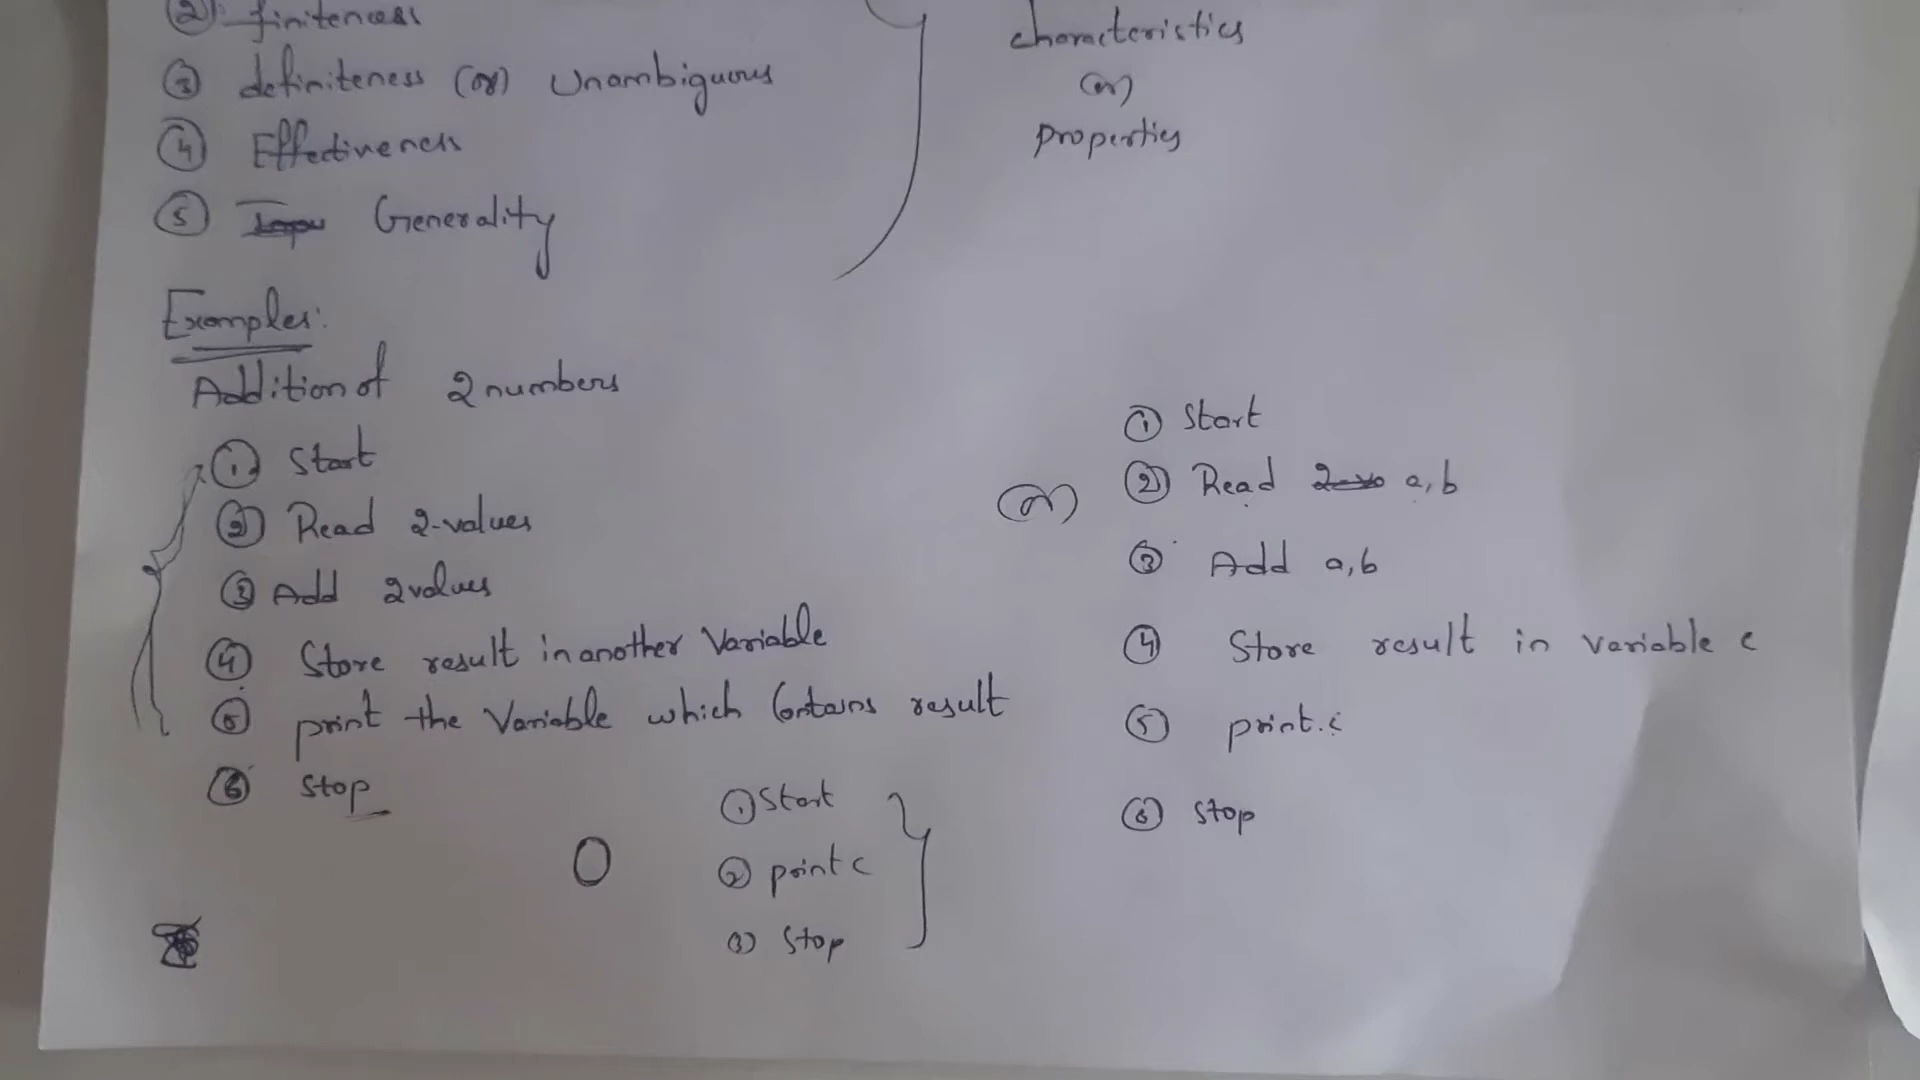 ② finiteness
③ definiteness (or) Unambiguous
④ Effectiveness
⑤ Generality
characteristics
(or)
properties
Examples:
Addition of 2 numbers
① Start
② Read 2-values
③ Add 2 values
④ Store result in another Variable
⑤ print the Variable which Contains result
⑥ Stop
(or)
① Start
② Read a, b
③ Add a, b
④ Store result in variable c
⑤ print c
⑥ Stop
O
① Start
② print c
③ Stop